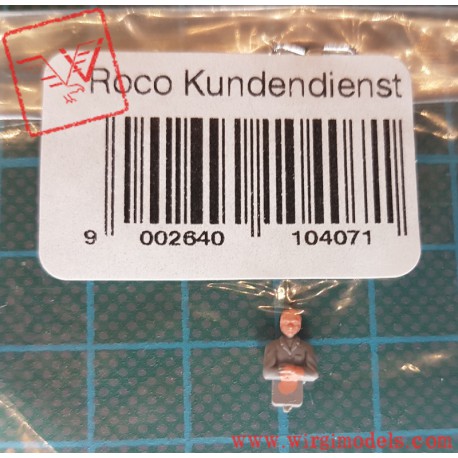 Roco Kundendienst
9 002640 104071
www.wirgimodels.com